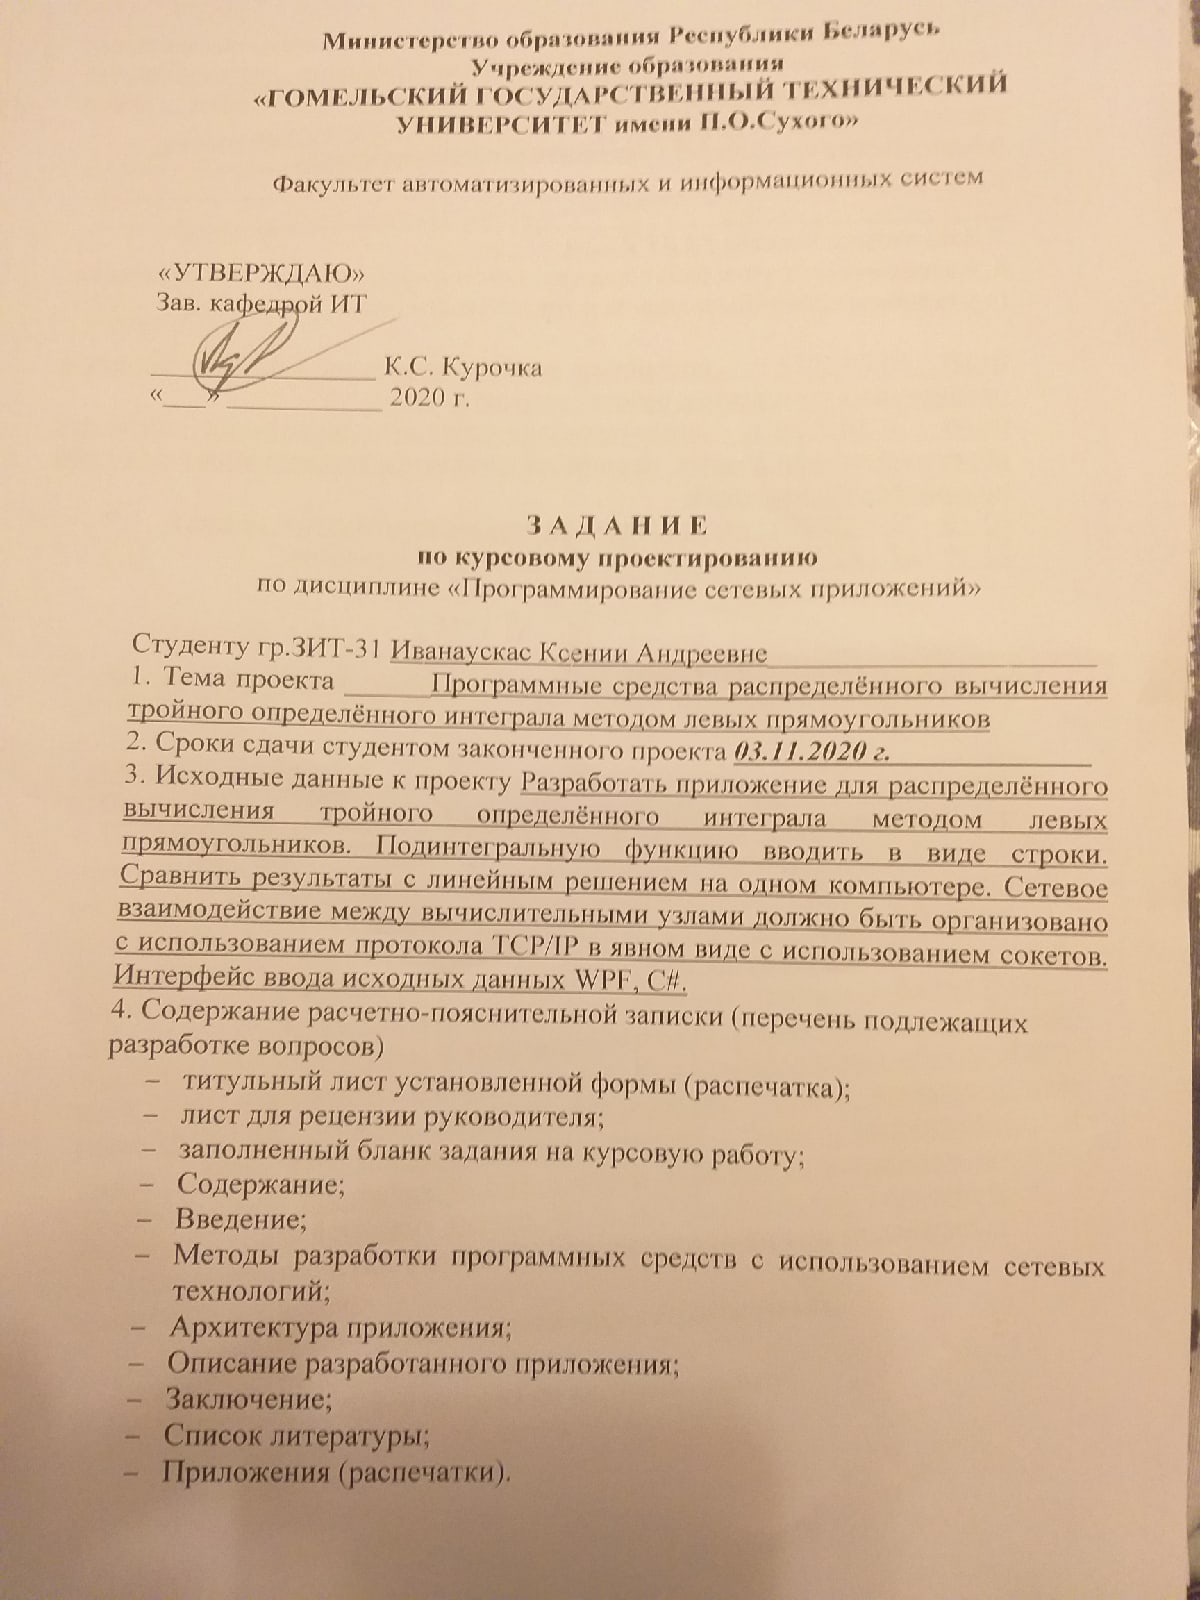 Министерство образования Республики Беларусь
Учреждение образования
«ГОМЕЛЬСКИЙ ГОСУДАРСТВЕННЫЙ ТЕХНИЧЕСКИЙ
УНИВЕРСИТЕТ имени П.О.Сухого»
Факультет автоматизированных и информационных систем
«УТВЕРЖДАЮ»
Зав. кафедрой ИТ
________________ К.С. Курочка
«___» ___________ 2020 г.
З А Д А Н И Е
по курсовому проектированию
по дисциплине «Программирование сетевых приложений»
Студенту гр.ЗИТ-31 Иванаускас Ксении Андреевне
1. Тема проекта ______ Программные средства распределённого вычисления
тройного определённого интеграла методом левых прямоугольников
2. Сроки сдачи студентом законченного проекта 03.11.2020 г.
3. Исходные данные к проекту Разработать приложение для распределённого
вычисления тройного определённого интеграла методом левых
прямоугольников. Подинтегральную функцию вводить в виде строки.
Сравнить результаты с линейным решением на одном компьютере. Сетевое
взаимодействие между вычислительными узлами должно быть организовано
с использованием протокола TCP/IP в явном виде с использованием сокетов.
Интерфейс ввода исходных данных WPF, C#.
4. Содержание расчетно-пояснительной записки (перечень подлежащих
разработке вопросов)
– титульный лист установленной формы (распечатка);
– лист для рецензии руководителя;
– заполненный бланк задания на курсовую работу;
– Содержание;
– Введение;
– Методы разработки программных средств с использованием сетевых
технологий;
– Архитектура приложения;
– Описание разработанного приложения;
– Заключение;
– Список литературы;
– Приложения (распечатки).